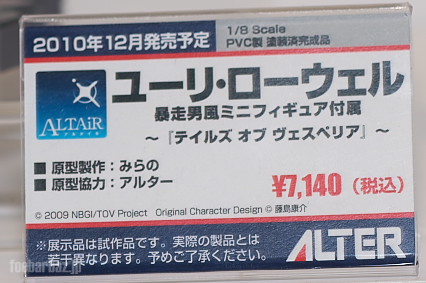 2010年12月発売予定
1/8 Scale
PVC製 塗装済完成品
ALTAiR
アルタイル
ユーリ・ローウェル
暴走男風ミニフィギュア付属
～『テイルズ オブ ヴェスペリア』～
■ 原型製作：みらの
■ 原型協力：アルター
¥7,140（税込）
© 2009 NBGI/TOV Project Original Character Design © 藤島康介
※展示品は試作品です。実際の製品とは
若干異なります。予めご了承ください。
ALTER
foobarbaz.jp